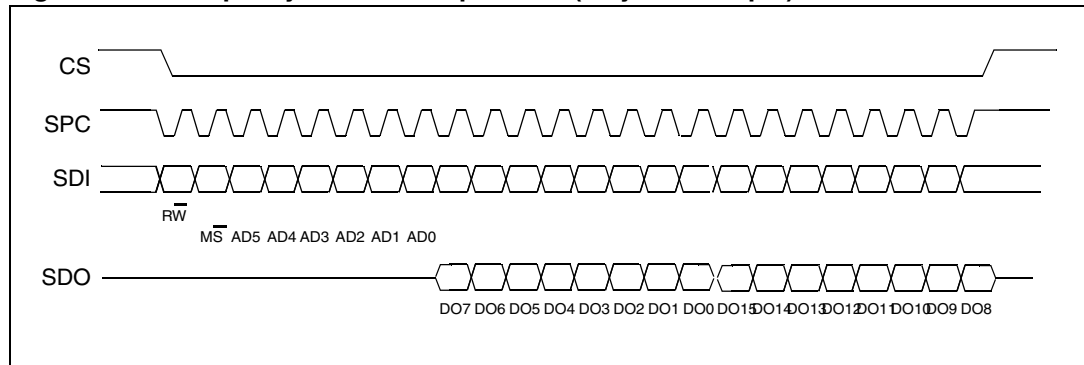 CS
SPC
SDI
RW
MS AD5 AD4 AD3 AD2 AD1 AD0
SDO
DO7 DO6 DO5 DO4 DO3 DO2 DO1 DO0 DO15 DO14 DO13 DO12 DO11 DO10 DO9 DO8